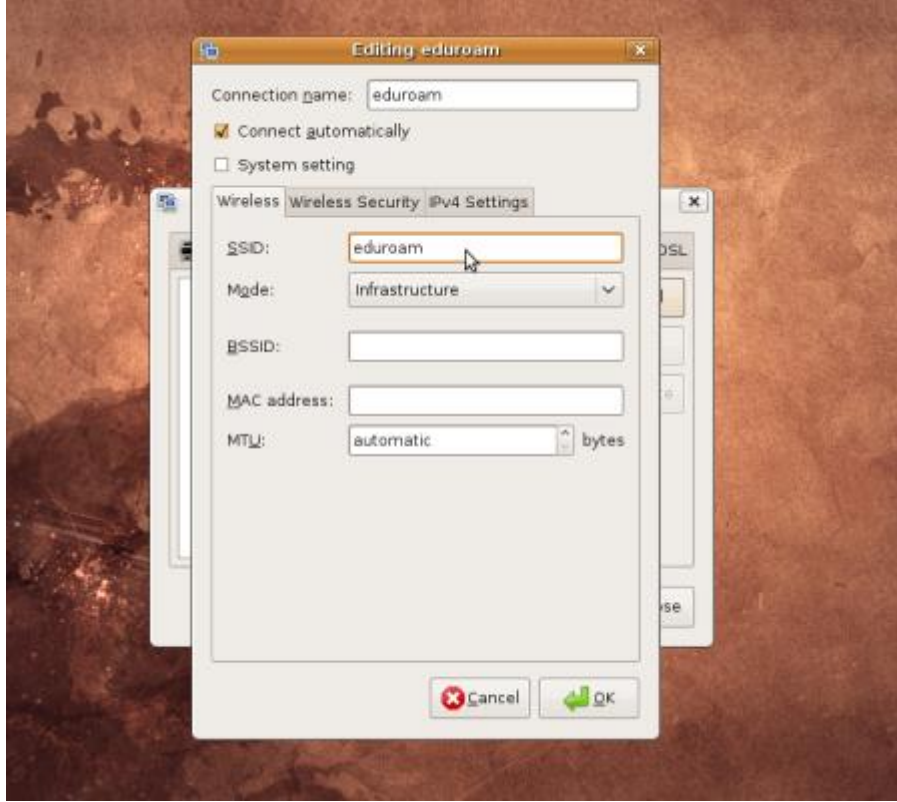 Editing eduroam
Connection name: eduroam
Connect automatically
System setting
Wireless Wireless Security IPv4 Settings
SSID: eduroam
DSL
Mode: Infrastructure
BSSID:
MAC address:
MTU: automatic bytes
se
Cancel OK